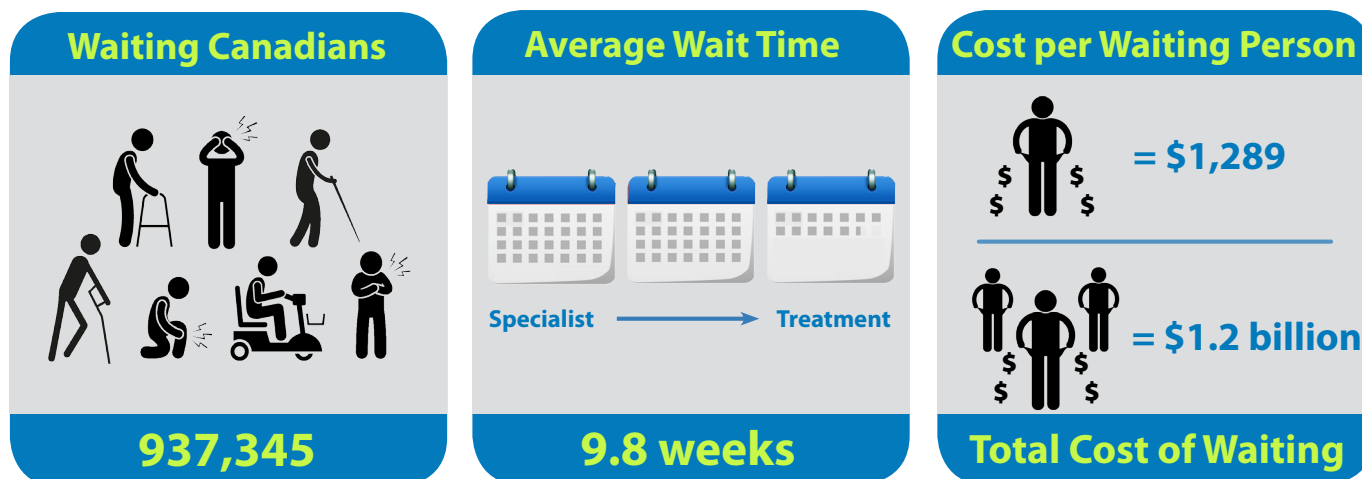 Waiting Canadians
937,345
Average Wait Time
Specialist
Treatment
9.8 weeks
Cost per Waiting Person
= $1,289
$ $
$ $
= $1.2 billion
$ $
$ $
Total Cost of Waiting